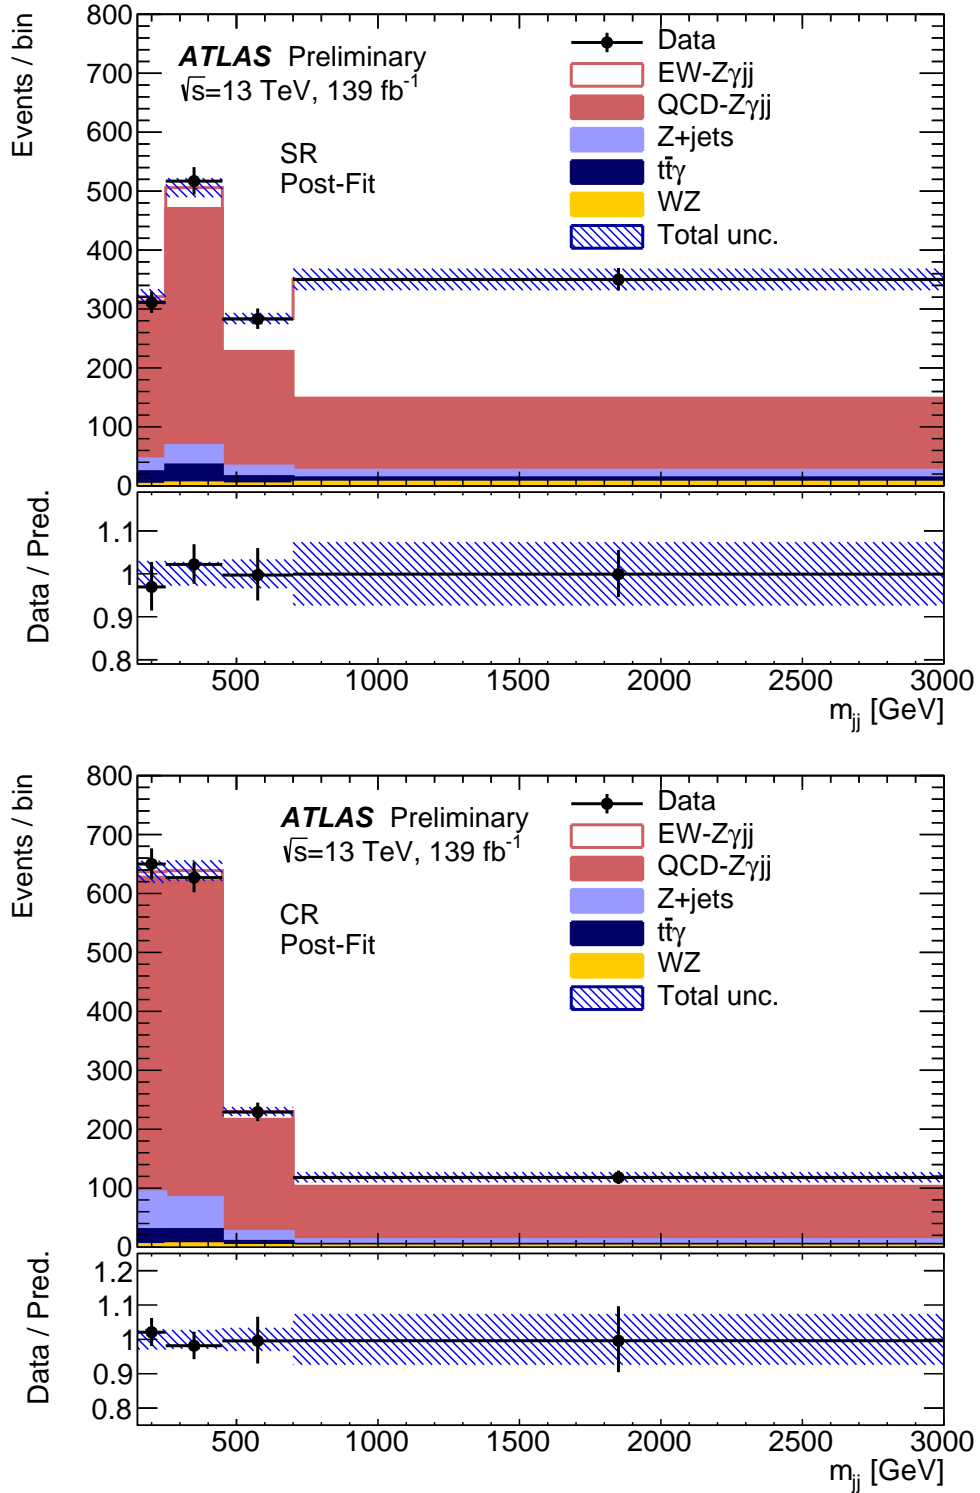 Events / bin
800
700
600
500
400
300
200
100
0
ATLAS Preliminary
√s=13 TeV, 139 fb⁻¹
SR
Post-Fit
Data
EW-Zγjj
QCD-Zγjj
Z+jets
tt̄γ
WZ
Total unc.
Data / Pred.
1.1
1
0.9
0.8
500 1000 1500 2000 2500 3000
m_jj [GeV]
Events / bin
800
700
600
500
400
300
200
100
0
ATLAS Preliminary
√s=13 TeV, 139 fb⁻¹
CR
Post-Fit
Data
EW-Zγjj
QCD-Zγjj
Z+jets
tt̄γ
WZ
Total unc.
Data / Pred.
1.2
1.1
1
0.9
0.8
500 1000 1500 2000 2500 3000
m_jj [GeV]